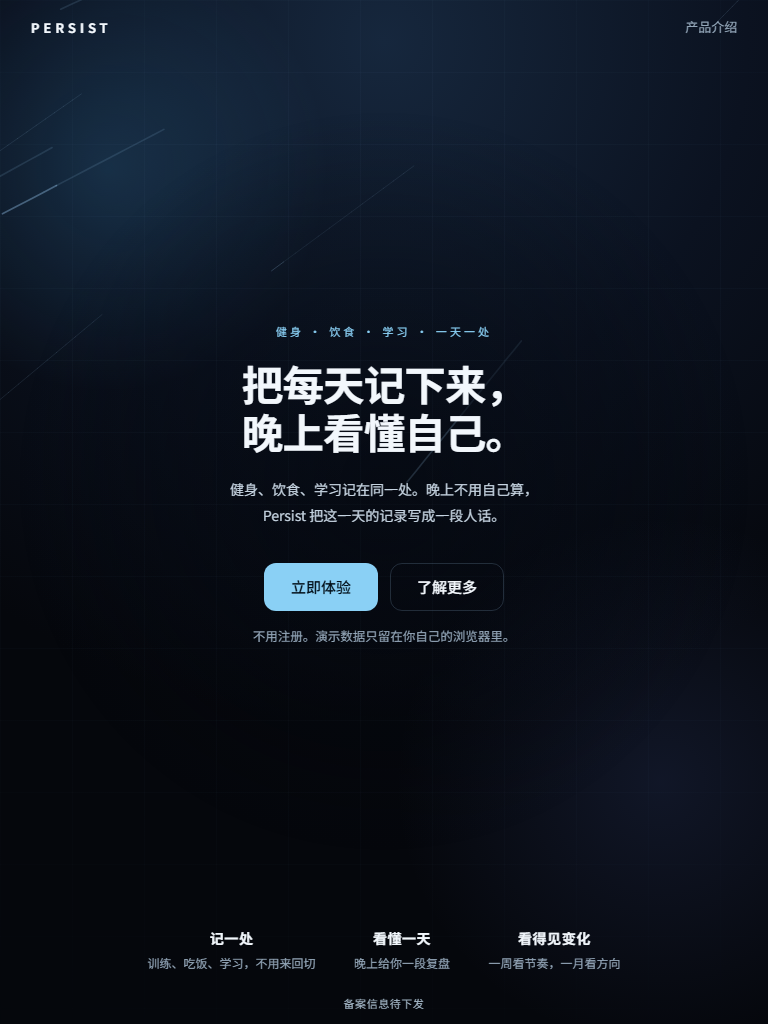 PERSIST
产品介绍
健身 · 饮食 · 学习 · 一天一处
把每天记下来，
晚上看懂自己。
健身、饮食、学习记在同一处。晚上不用自己算，
Persist 把这一天的记录写成一段人话。
立即体验
了解更多
不用注册。演示数据只留在你自己的浏览器里。
记一处
训练、吃饭、学习，不用来回切
看懂一天
晚上给你一段复盘
看得见变化
一周看节奏，一月看方向
备案信息待下发